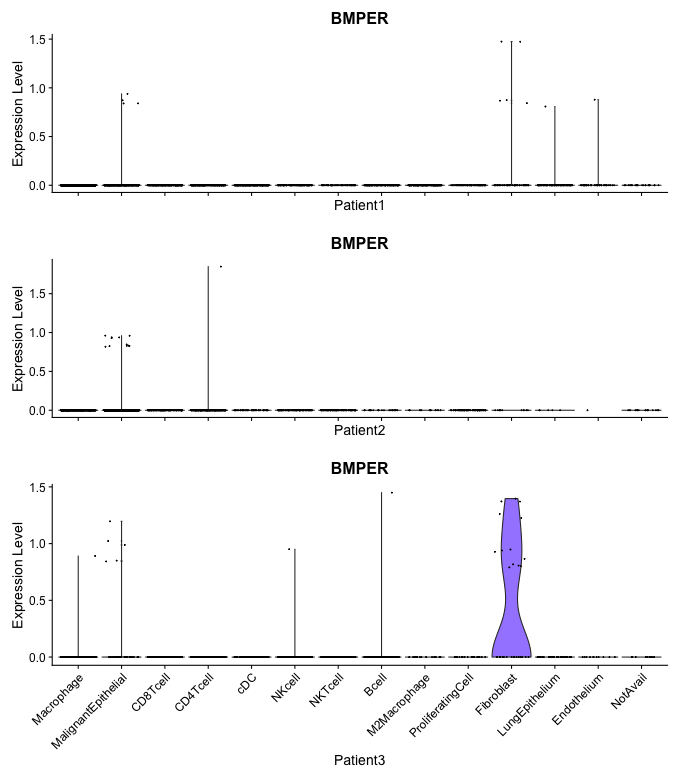 BMPER
Expression Level
1.5
1.0
0.5
0.0
Patient1
BMPER
Expression Level
1.5
1.0
0.5
0.0
Patient2
BMPER
Expression Level
1.5
1.0
0.5
0.0
Macrophage
MalignantEpithelial
CD8Tcell
CD4Tcell
cDC
NKcell
NKTcell
Bcell
M2Macrophage
ProliferatingCell
Fibroblast
LungEpithelium
Endothelium
NotAvail
Patient3